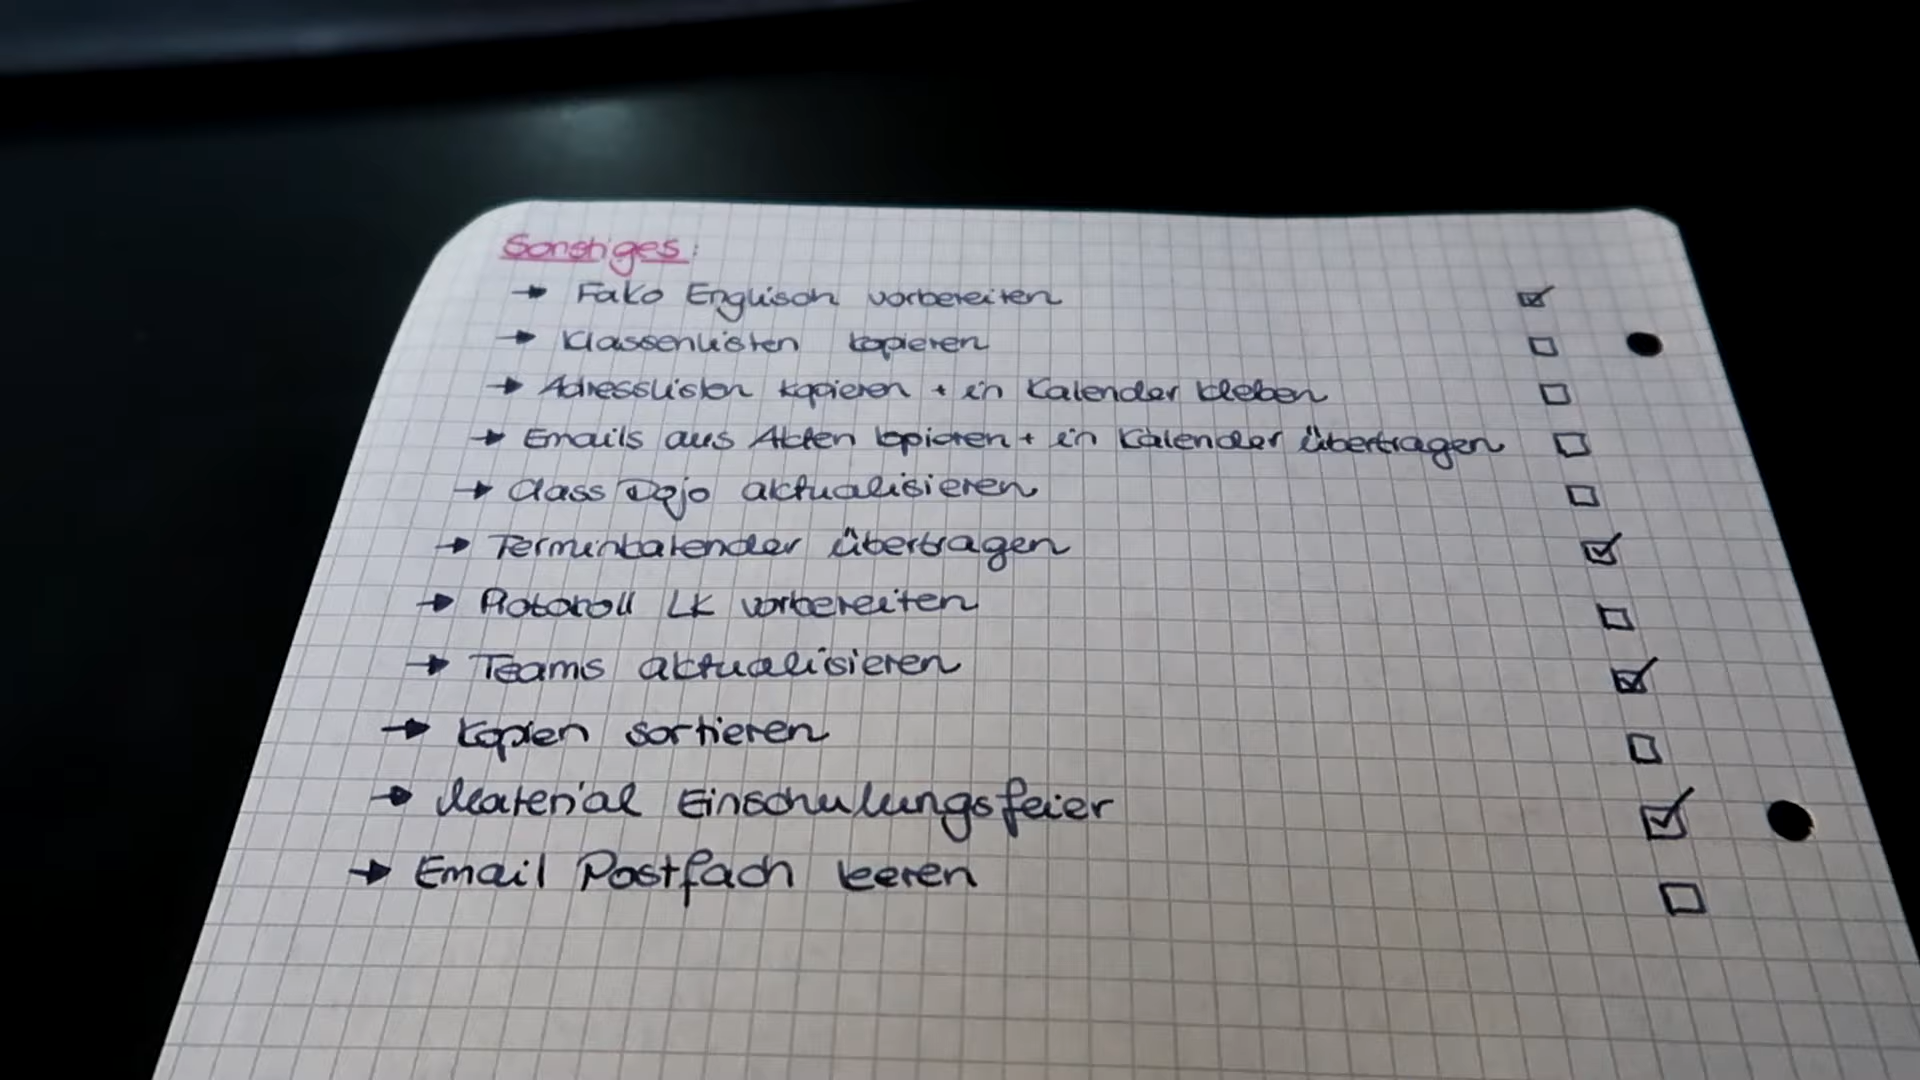 Sonstiges:
→ Fako Englisch vorbereiten ☑
→ Klassenlisten kopieren ☐
→ Adresslisten kopieren + in Kalender kleben ☐
→ Emails aus Akten kopieren + in Kalender übertragen ☐
→ Class Dojo aktualisieren ☐
→ Terminkalender übertragen ☑
→ Protokoll LK vorbereiten ☐
→ Teams aktualisieren ☑
→ Kopien sortieren ☐
→ Material Einschulungsfeier ☑
→ Email Postfach leeren ☐